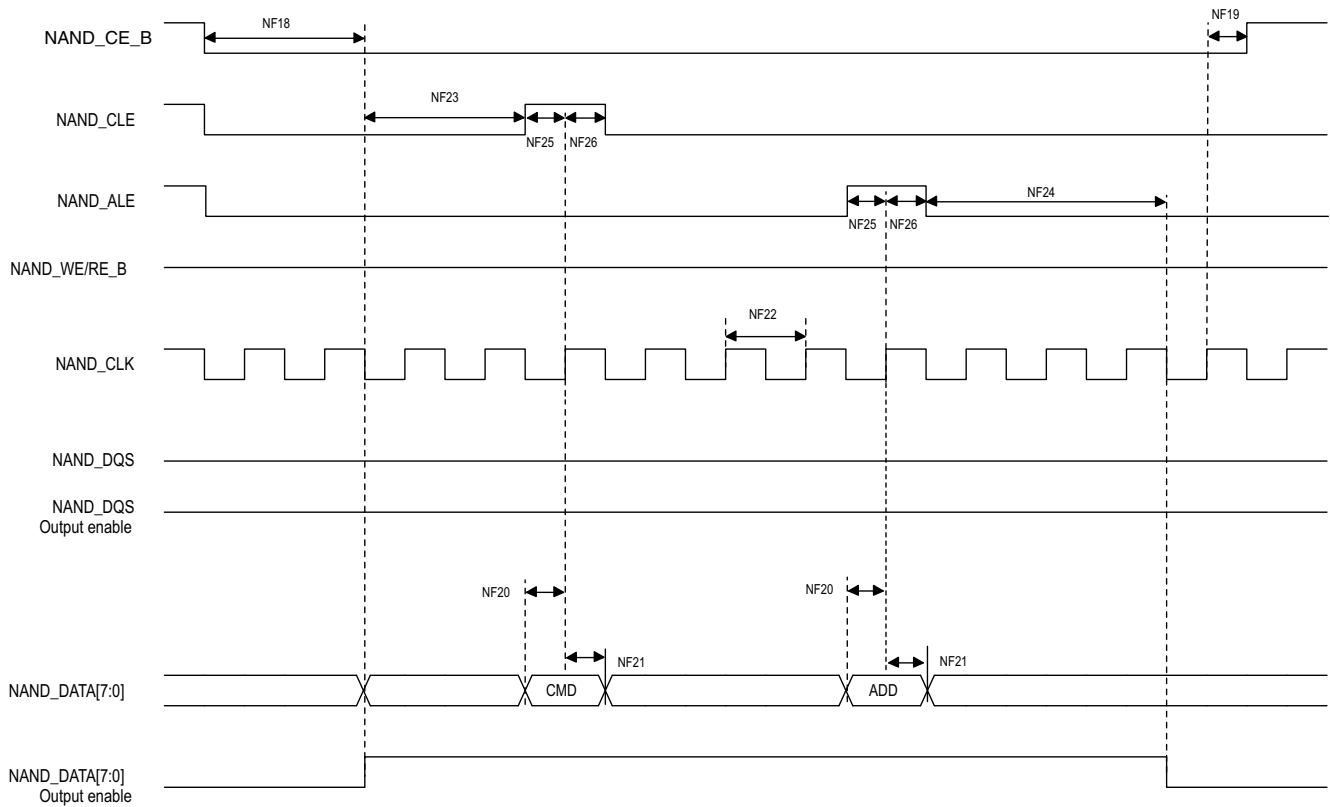 NF18
NF19
NAND_CE_B
NF23
NAND_CLE
NF25
NF26
NAND_ALE
NF24
NF25
NF26
NAND_WE/RE_B
NF22
NAND_CLK
NAND_DQS
NAND_DQS
Output enable
NF20
NF20
NF21
NF21
NAND_DATA[7:0]
CMD
ADD
NAND_DATA[7:0]
Output enable